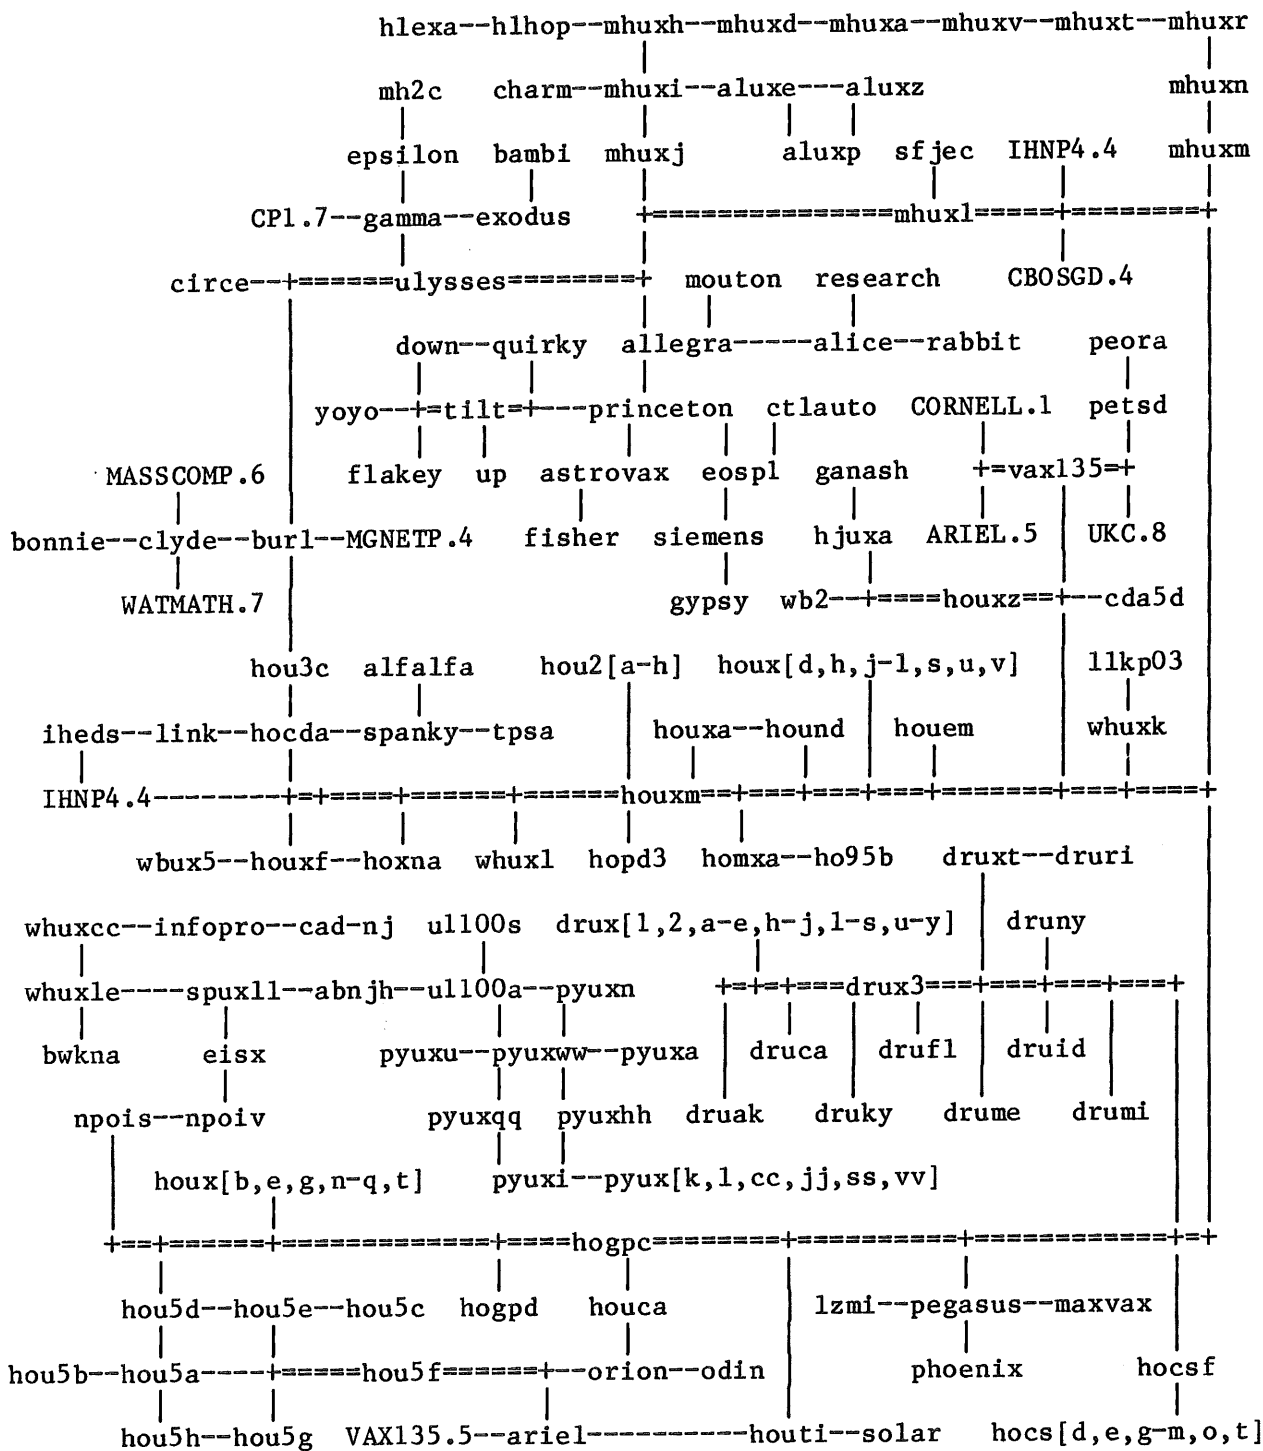 hlexa--hlhop--mhuxh--mhuxd--mhuxa--mhuxv--mhuxt--mhuxr
mh2c charm--mhuxi--aluxe---aluxz mhuxn
epsilon bambi mhuxj aluxp sfjec IHNP4.4 mhuxm
CP1.7--gamma--exodus +===============mhuxl=====+========+
circe--+======ulysses========+ mouton research CBOSGD.4
down--quirky allegra-----alice--rabbit peora
yoyo--+=tilt=+---princeton ctlauto CORNELL.1 petsd
MASSCOMP.6 flakey up astrovax eospl ganash +=vax135=+
bonnie--clyde--burl--MGNETP.4 fisher siemens hjuxa ARIEL.5 UKC.8
WATMATH.7 gypsy wb2--+====houxz==+--cda5d
hou3c alfalfa hou2[a-h] houx[d,h,j-l,s,u,v] llkp03
iheds--link--hocda--spanky--tpsa houxa--hound houem whuxk
IHNP4.4--------+=+====+======+======houxm==+===+===+===+=======+===+====+
wbux5--houxf--hoxna whuxl hopd3 homxa--ho95b druxt--druri
whuxcc--infopro--cad-nj ul100s drux[1,2,a-e,h-j,l-s,u-y] druny
whuxle----spuxll--abnjh--ul100a--pyuxn +=+=+===drux3===+===+===+===+
bwkna eisx pyuxu--pyuxww--pyuxa druca drufl druid
npois--npoiv pyuxqq pyuxhh druak druky drume drumi
houx[b,e,g,n-q,t] pyuxi--pyux[k,l,cc,jj,ss,vv]
+==+======+=============+====hogpc========+==========+============+=+
hou5d--hou5e--hou5c hogpd houca lzmi--pegasus--maxvax
hou5b--hou5a----+=====hou5f======+--orion--odin phoenix hocsf
hou5h--hou5g VAX135.5--ariel----------houti--solar hocs[d,e,g-m,o,t]